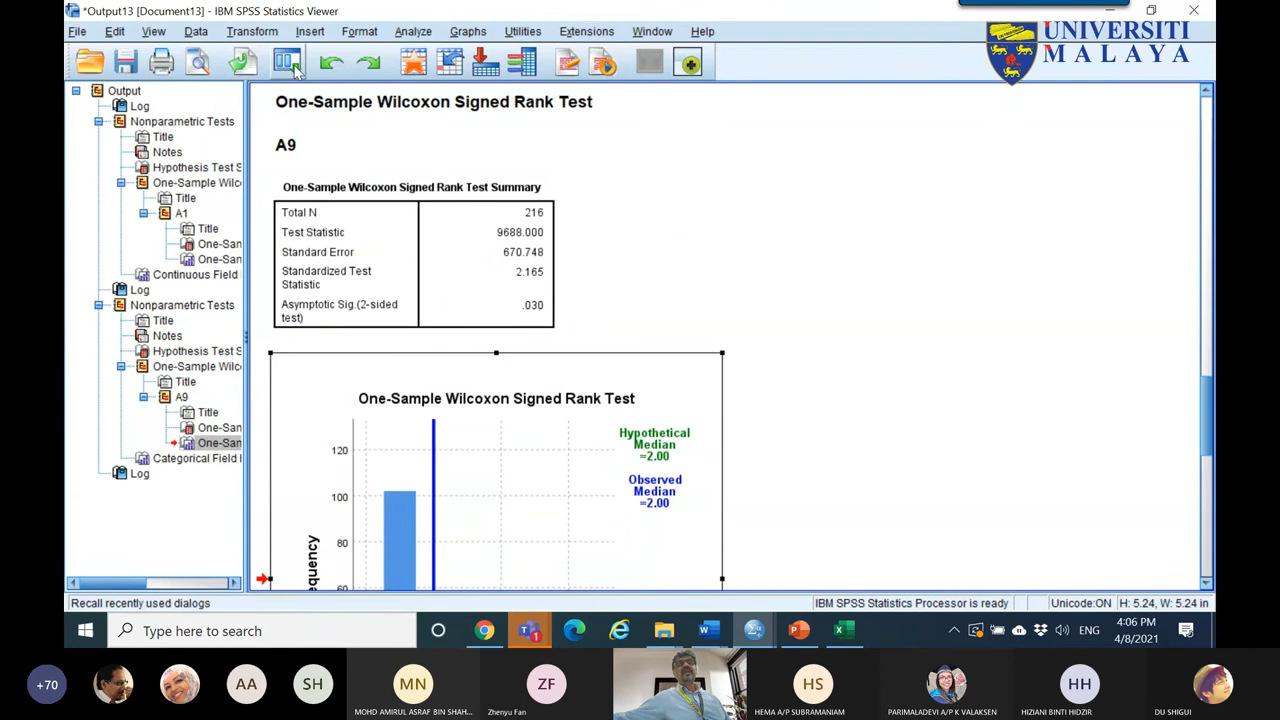 *Output13 [Document13] - IBM SPSS Statistics Viewer
File Edit View Data Transform Insert Format Analyze Graphs Utilities Extensions Window Help
UNIVERSITI
MALAYA
Output
Log
Nonparametric Tests
Title
Notes
Hypothesis Test S
One-Sample Wilc
Title
A1
Title
One-San
One-Sa
Continuous Field
Log
Nonparametric Tests
Title
Notes
Hypothesis Test S
One-Sample Wilc
Title
A9
Title
One-San
One-San
Categorical Field I
Log
One-Sample Wilcoxon Signed Rank Test
A9
One-Sample Wilcoxon Signed Rank Test Summary
Total N 216
Test Statistic 9688.000
Standard Error 670.748
Standardized Test
Statistic 2.165
Asymptotic Sig.(2-sided
test) .030
One-Sample Wilcoxon Signed Rank Test
Hypothetical
Median
=2.00
Observed
Median
=2.00
120
100
80
60
equency
Recall recently used dialogs
IBM SPSS Statistics Processor is ready
Unicode:ON
H: 5.24, W: 5.24 in
Type here to search
1
ENG
4:06 PM
4/8/2021
+70
AA
SH
MN
MOHD AMIRUL ASRAF BIN SHAH...
ZF
Zhenyu Fan
HS
HEMA A/P SUBRAMANIAM
PARIMALADEVI A/P K VALAKSEN
HH
HIZIANI BINTI HIDZIR
DU SHIGUI